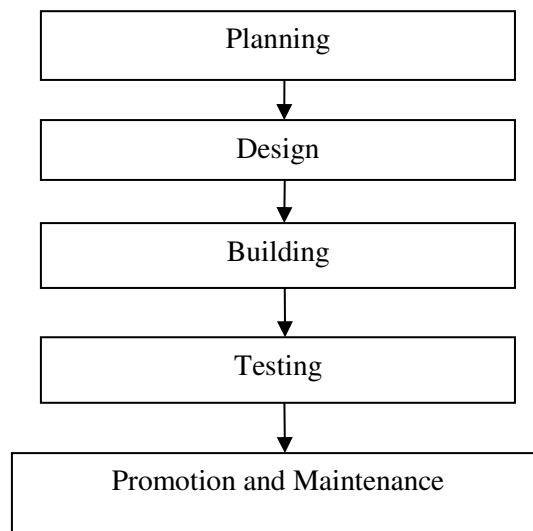 Planning
Design
Building
Testing
Promotion and Maintenance